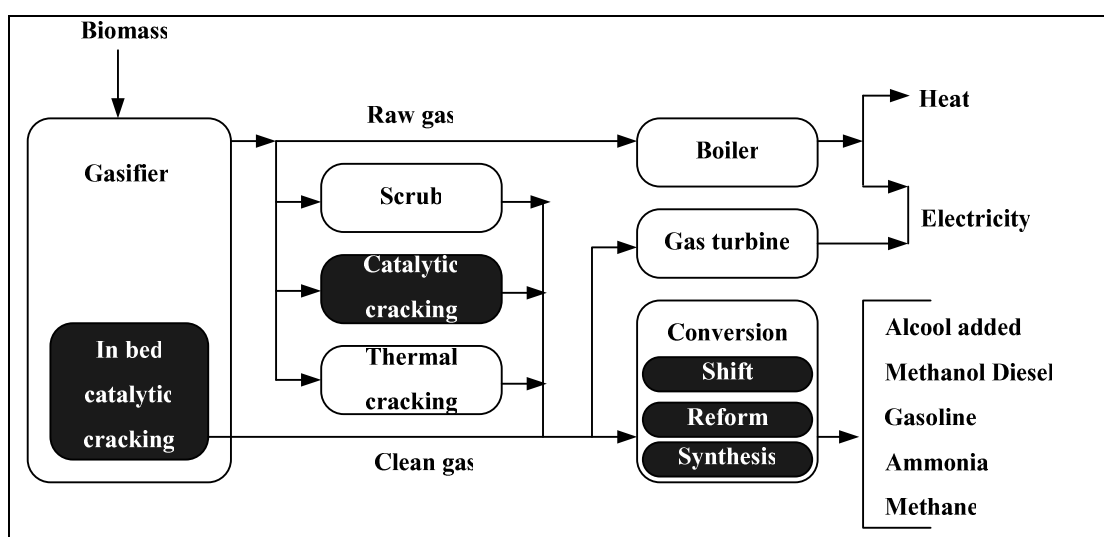 Biomass
Gasifier
In bed
catalytic
cracking
Raw gas
Scrub
Catalytic
cracking
Thermal
cracking
Clean gas
Boiler
Gas turbine
Conversion
Shift
Reform
Synthesis
Heat
Electricity
Alcool added
Methanol Diesel
Gasoline
Ammonia
Methane